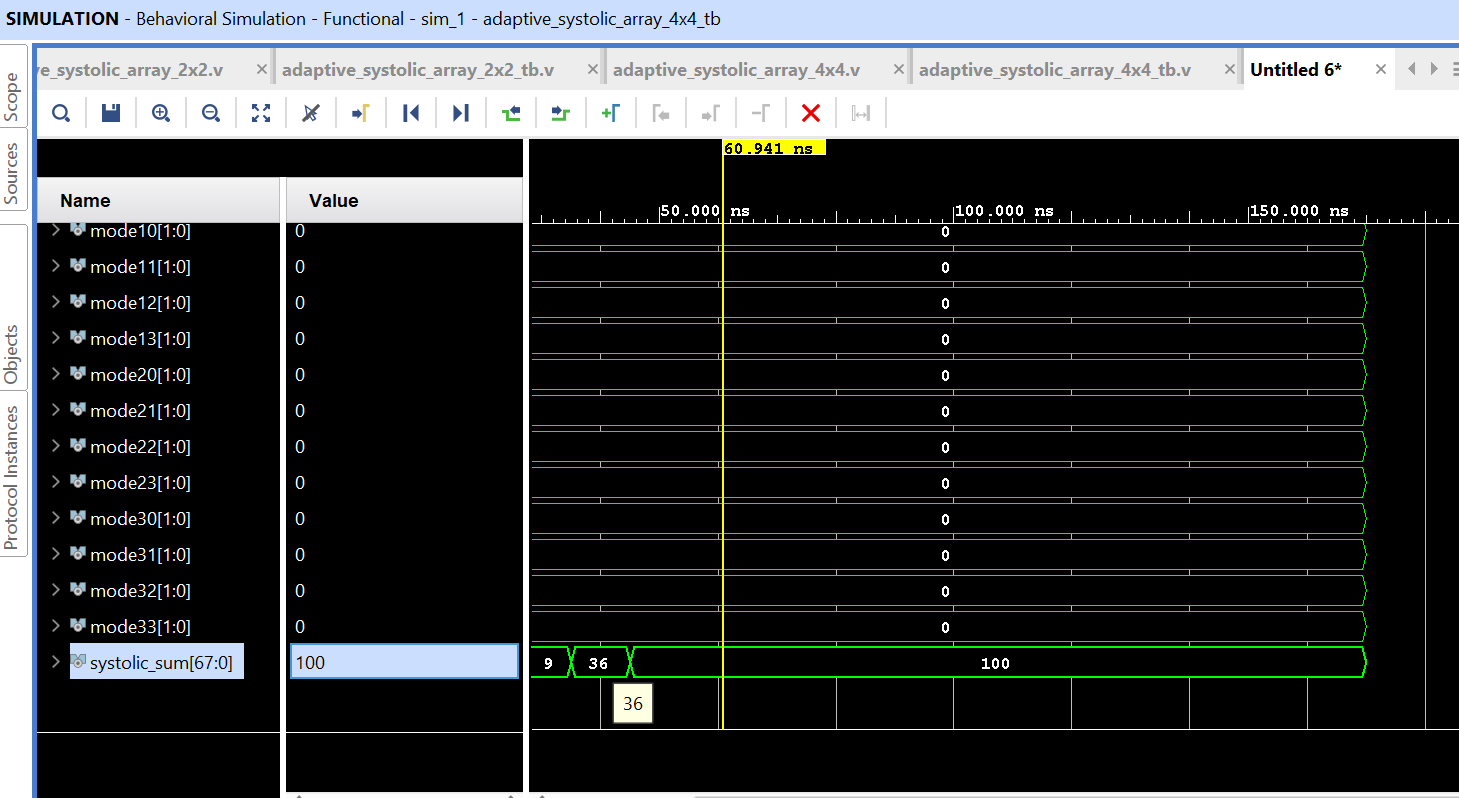 SIMULATION - Behavioral Simulation - Functional - sim_1 - adaptive_systolic_array_4x4_tb
ve_systolic_array_2x2.v
adaptive_systolic_array_2x2_tb.v
adaptive_systolic_array_4x4.v
adaptive_systolic_array_4x4_tb.v
Untitled 6*
Scope
Sources
Objects
Protocol Instances
60.941 ns
Name Value
50.000 ns 100.000 ns 150.000 ns
mode10[1:0] 0 0
mode11[1:0] 0 0
mode12[1:0] 0 0
mode13[1:0] 0 0
mode20[1:0] 0 0
mode21[1:0] 0 0
mode22[1:0] 0 0
mode23[1:0] 0 0
mode30[1:0] 0 0
mode31[1:0] 0 0
mode32[1:0] 0 0
mode33[1:0] 0 0
systolic_sum[67:0] 100 9 36 100
36